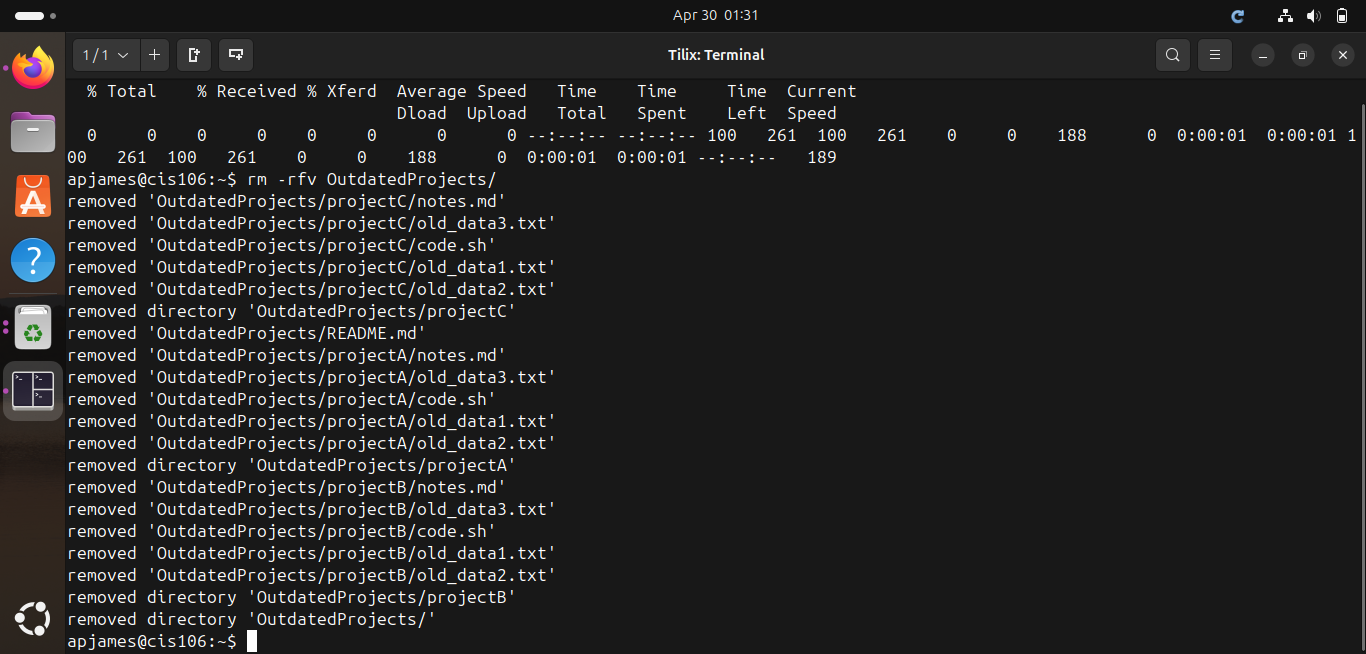 Apr 30 01:31
1 / 1
Tilix: Terminal
% Total % Received % Xferd Average Speed Time Time Time Current
Dload Upload Total Spent Left Speed
0 0 0 0 0 0 0 0 --:--:-- --:--:-- 100 261 100 261 0 0 188 0 0:00:01 0:00:01 1
00 261 100 261 0 0 188 0 0:00:01 0:00:01 --:--:-- 189
apjames@cis106:~$ rm -rfv OutdatedProjects/
removed 'OutdatedProjects/projectC/notes.md'
removed 'OutdatedProjects/projectC/old_data3.txt'
removed 'OutdatedProjects/projectC/code.sh'
removed 'OutdatedProjects/projectC/old_data1.txt'
removed 'OutdatedProjects/projectC/old_data2.txt'
removed directory 'OutdatedProjects/projectC'
removed 'OutdatedProjects/README.md'
removed 'OutdatedProjects/projectA/notes.md'
removed 'OutdatedProjects/projectA/old_data3.txt'
removed 'OutdatedProjects/projectA/code.sh'
removed 'OutdatedProjects/projectA/old_data1.txt'
removed 'OutdatedProjects/projectA/old_data2.txt'
removed directory 'OutdatedProjects/projectA'
removed 'OutdatedProjects/projectB/notes.md'
removed 'OutdatedProjects/projectB/old_data3.txt'
removed 'OutdatedProjects/projectB/code.sh'
removed 'OutdatedProjects/projectB/old_data1.txt'
removed 'OutdatedProjects/projectB/old_data2.txt'
removed directory 'OutdatedProjects/projectB'
removed directory 'OutdatedProjects/'
apjames@cis106:~$